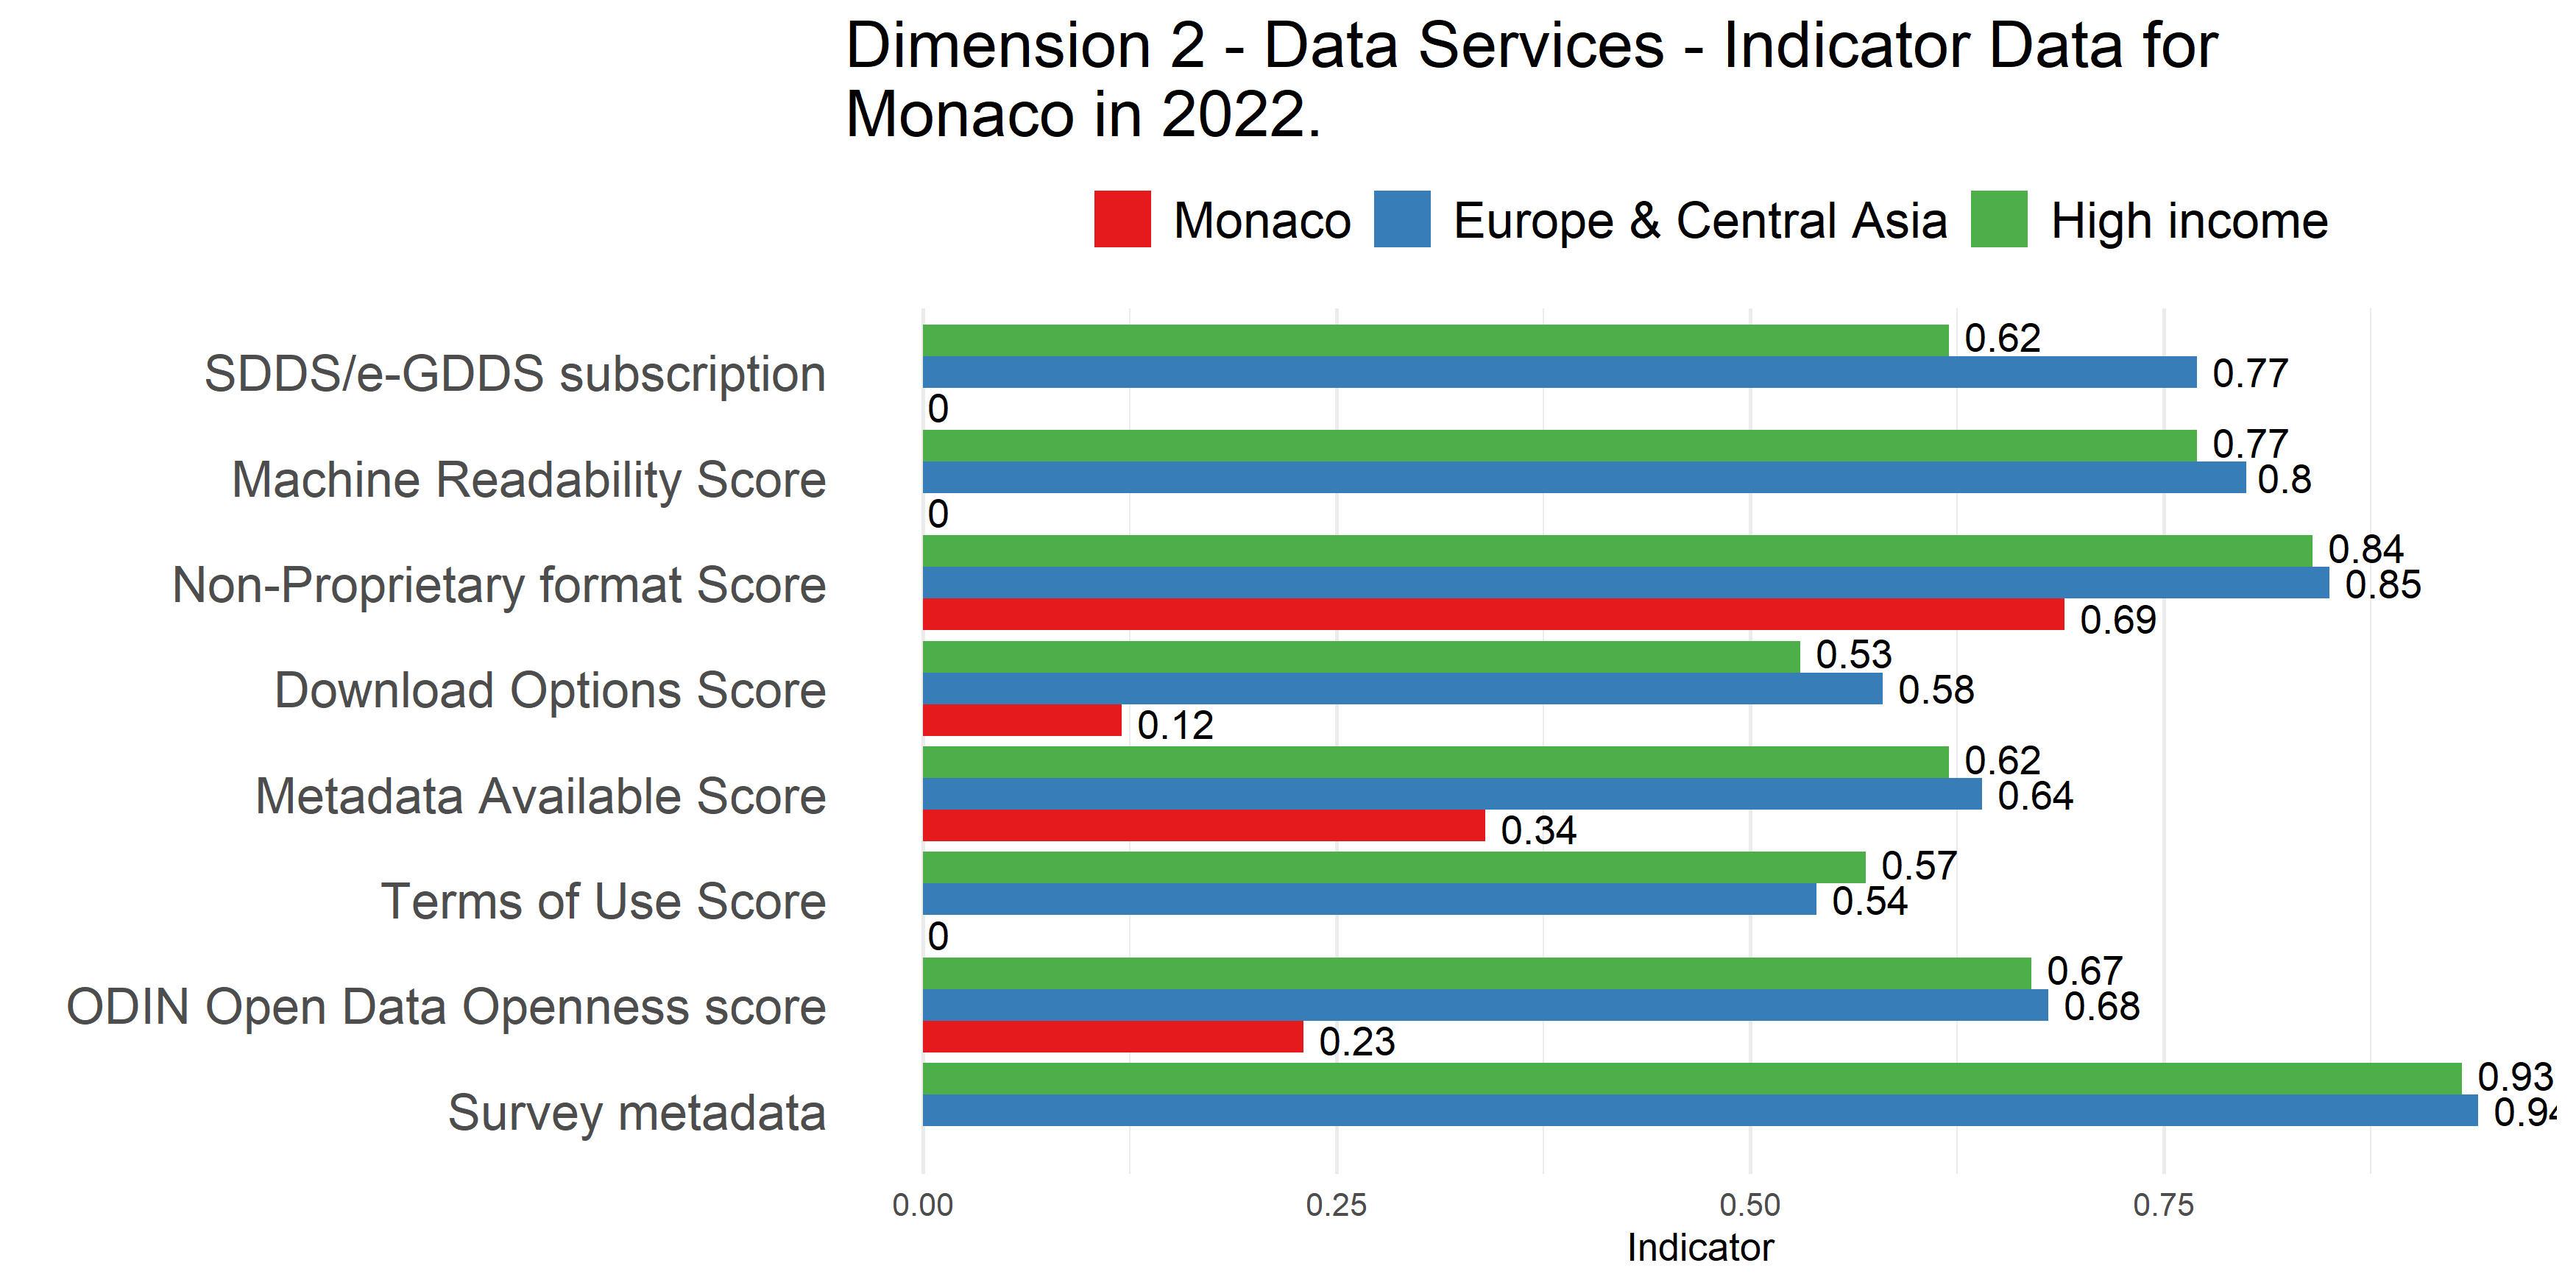 Dimension 2 - Data Services - Indicator Data for
Monaco in 2022.
Monaco Europe & Central Asia High income
SDDS/e-GDDS subscription
0.62
0.77
0
Machine Readability Score
0.77
0.8
0
Non-Proprietary format Score
0.84
0.85
0.69
Download Options Score
0.53
0.58
0.12
Metadata Available Score
0.62
0.64
0.34
Terms of Use Score
0.57
0.54
0
ODIN Open Data Openness score
0.67
0.68
0.23
Survey metadata
0.93
0.94
0.00 0.25 0.50 0.75
Indicator